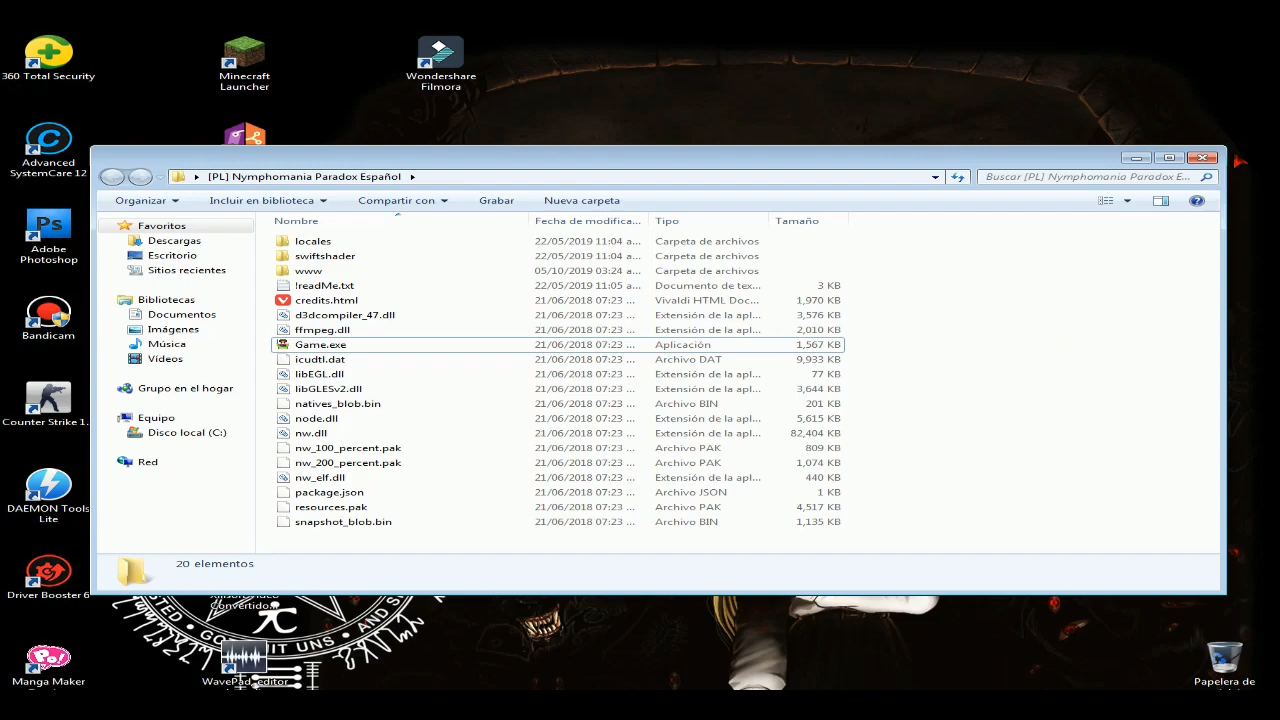 360 Total Security
Minecraft
Launcher
Wondershare
Filmora
Advanced
SystemCare 12
Ps
Adobe
Photoshop
Bandicam
Counter Strike 1.
DAEMON Tools
Lite
Driver Booster 6
Manga Maker
[PL] Nymphomania Paradox Español
Buscar [PL] Nymphomania Paradox E...
Organizar
Incluir en biblioteca
Compartir con
Grabar
Nueva carpeta
Favoritos
Descargas
Escritorio
Sitios recientes
Bibliotecas
Documentos
Imágenes
Música
Vídeos
Grupo en el hogar
Equipo
Disco local (C:)
Red
Nombre Fecha de modifica... Tipo Tamaño
locales 22/05/2019 11:04 a... Carpeta de archivos
swiftshader 22/05/2019 11:04 a... Carpeta de archivos
www 05/10/2019 03:24 a... Carpeta de archivos
!readMe.txt 22/05/2019 11:05 a... Documento de tex... 3 KB
credits.html 21/06/2018 07:23 ... Vivaldi HTML Doc... 1,970 KB
d3dcompiler_47.dll 21/06/2018 07:23 ... Extensión de la apl... 3,576 KB
ffmpeg.dll 21/06/2018 07:23 ... Extensión de la apl... 2,010 KB
Game.exe 21/06/2018 07:23 ... Aplicación 1,567 KB
icudtl.dat 21/06/2018 07:23 ... Archivo DAT 9,933 KB
libEGL.dll 21/06/2018 07:23 ... Extensión de la apl... 77 KB
libGLESv2.dll 21/06/2018 07:23 ... Extensión de la apl... 3,644 KB
natives_blob.bin 21/06/2018 07:23 ... Archivo BIN 201 KB
node.dll 21/06/2018 07:23 ... Extensión de la apl... 5,615 KB
nw.dll 21/06/2018 07:23 ... Extensión de la apl... 82,404 KB
nw_100_percent.pak 21/06/2018 07:23 ... Archivo PAK 809 KB
nw_200_percent.pak 21/06/2018 07:23 ... Archivo PAK 1,074 KB
nw_elf.dll 21/06/2018 07:23 ... Extensión de la apl... 440 KB
package.json 21/06/2018 07:23 ... Archivo JSON 1 KB
resources.pak 21/06/2018 07:23 ... Archivo PAK 4,517 KB
snapshot_blob.bin 21/06/2018 07:23 ... Archivo BIN 1,135 KB
20 elementos
Convertido...
WavePad, editor
Papelera de